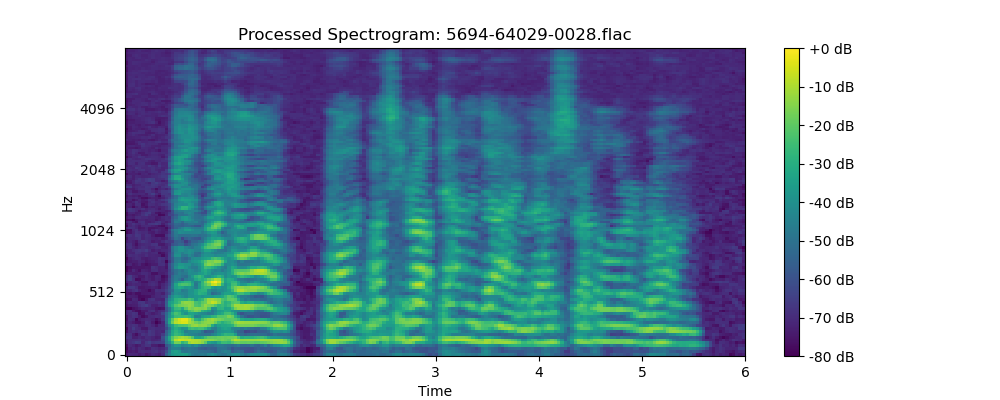 Processed Spectrogram: 5694-64029-0028.flac
Hz
4096
2048
1024
512
0
0 1 2 3 4 5 6
Time
+0 dB
-10 dB
-20 dB
-30 dB
-40 dB
-50 dB
-60 dB
-70 dB
-80 dB